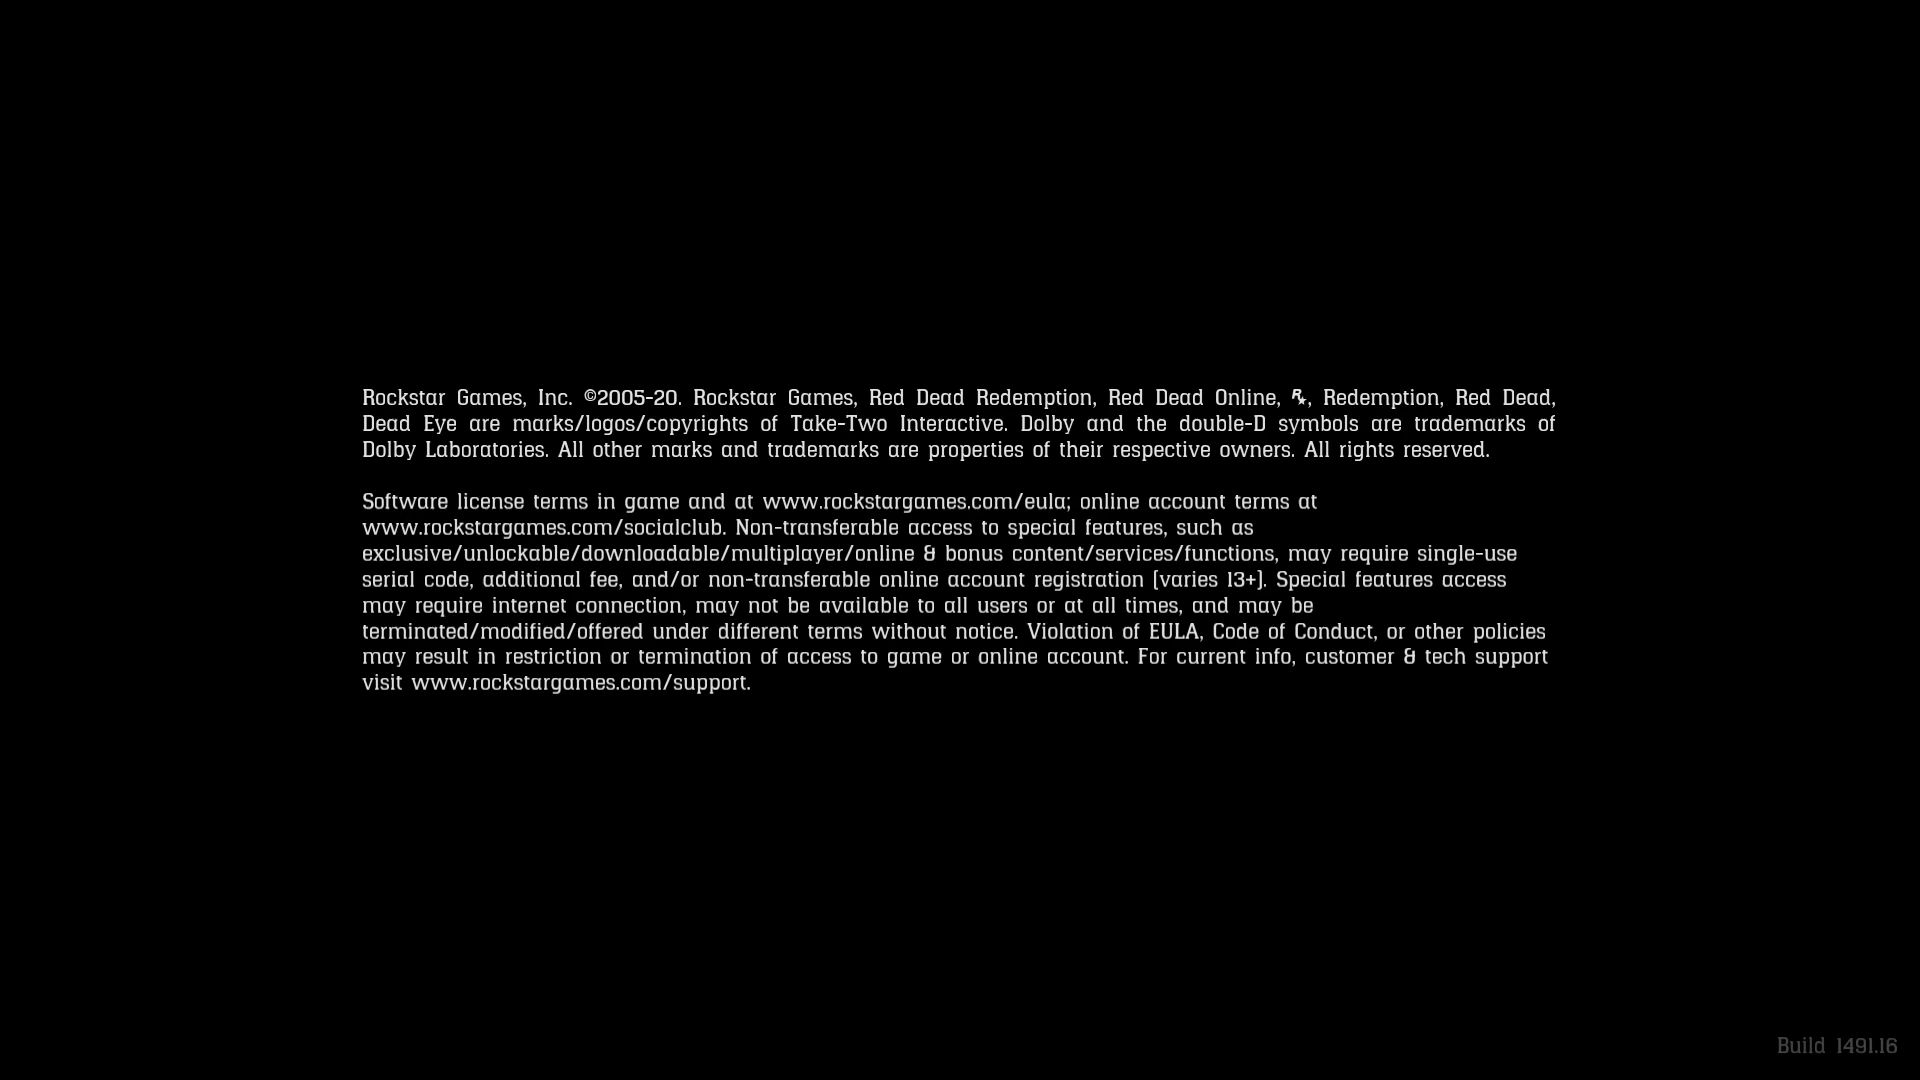 Rockstar Games, Inc. ©2005-20. Rockstar Games, Red Dead Redemption, Red Dead Online, R★, Redemption, Red Dead,
Dead Eye are marks/logos/copyrights of Take-Two Interactive. Dolby and the double-D symbols are trademarks of
Dolby Laboratories. All other marks and trademarks are properties of their respective owners. All rights reserved.
Software license terms in game and at www.rockstargames.com/eula; online account terms at
www.rockstargames.com/socialclub. Non-transferable access to special features, such as
exclusive/unlockable/downloadable/multiplayer/online & bonus content/services/functions, may require single-use
serial code, additional fee, and/or non-transferable online account registration (varies 13+). Special features access
may require internet connection, may not be available to all users or at all times, and may be
terminated/modified/offered under different terms without notice. Violation of EULA, Code of Conduct, or other policies
may result in restriction or termination of access to game or online account. For current info, customer & tech support
visit www.rockstargames.com/support.
Build 1491.16